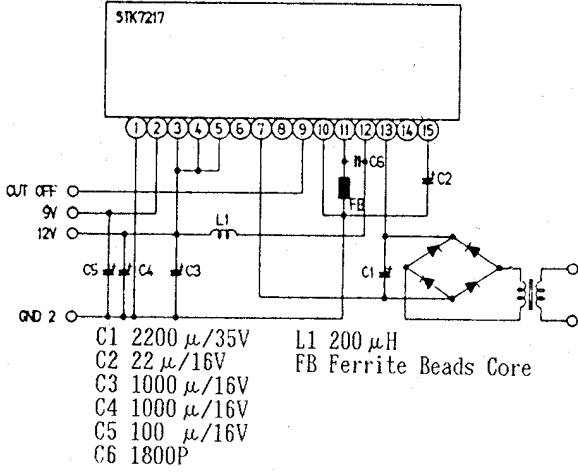 STK7217
1 2 3 4 5 6 7 8 9 10 11 12 13 14 15
C6
C2
CUT OFF
FB
9V
L1
12V
C5 C4 C3 C1
GND 2
C1 2200 μ/35V L1 200 μH
C2 22 μ/16V FB Ferrite Beads Core
C3 1000 μ/16V
C4 1000 μ/16V
C5 100 μ/16V
C6 1800P